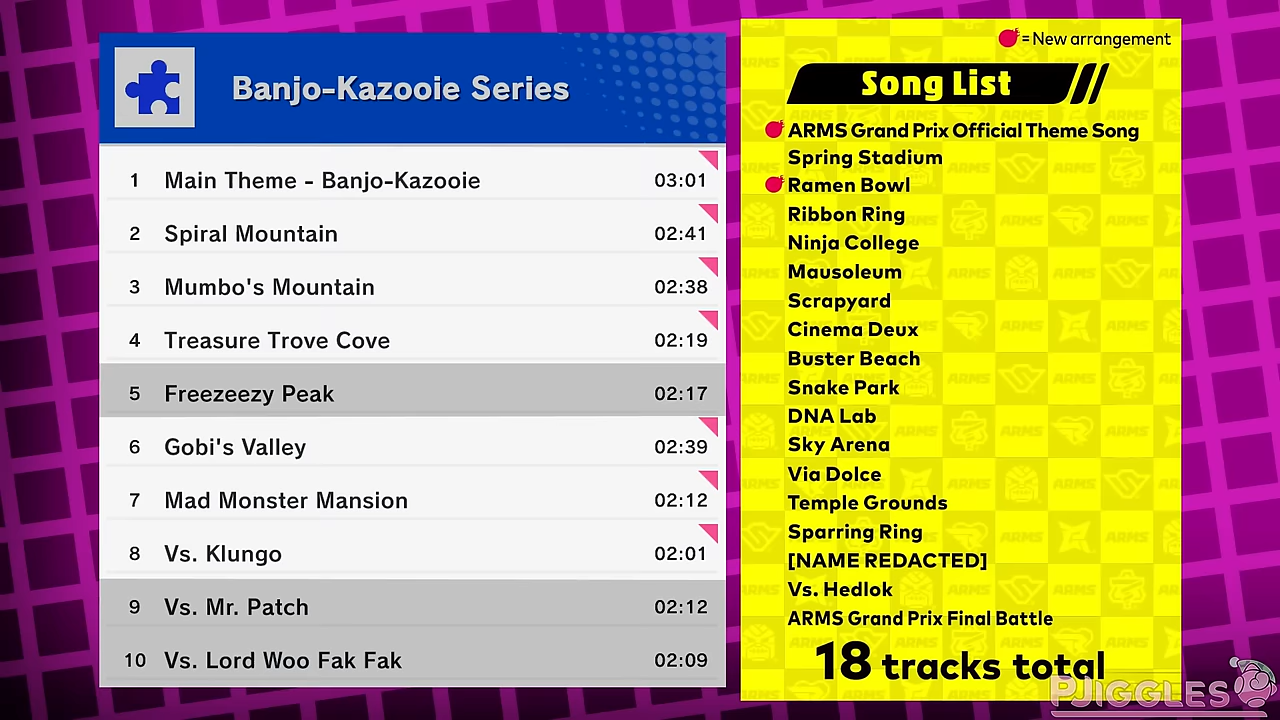 Banjo-Kazooie Series
1 Main Theme - Banjo-Kazooie 03:01
2 Spiral Mountain 02:41
3 Mumbo's Mountain 02:38
4 Treasure Trove Cove 02:19
5 Freezeezy Peak 02:17
6 Gobi's Valley 02:39
7 Mad Monster Mansion 02:12
8 Vs. Klungo 02:01
9 Vs. Mr. Patch 02:12
10 Vs. Lord Woo Fak Fak 02:09
= New arrangement
Song List
ARMS Grand Prix Official Theme Song
Spring Stadium
Ramen Bowl
Ribbon Ring
Ninja College
Mausoleum
Scrapyard
Cinema Deux
Buster Beach
Snake Park
DNA Lab
Sky Arena
Via Dolce
Temple Grounds
Sparring Ring
[NAME REDACTED]
Vs. Hedlok
ARMS Grand Prix Final Battle
18 tracks total
PJIGGLES